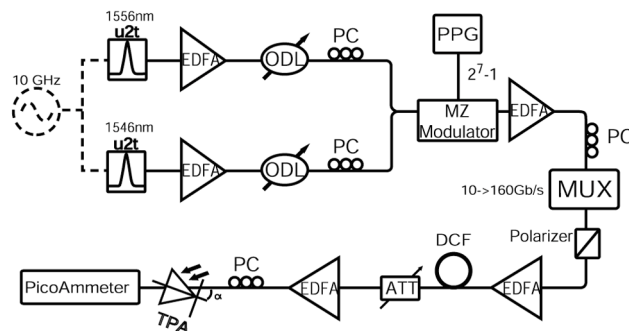 1556nm
u2t
10 GHz
EDFA
ODL
PC
PPG
2^7-1
MZ
Modulator
EDFA
PC
1546nm
u2t
EDFA
ODL
PC
10->160Gb/s
MUX
Polarizer
DCF
EDFA
ATT
EDFA
PC
α
TPA
PicoAmmeter